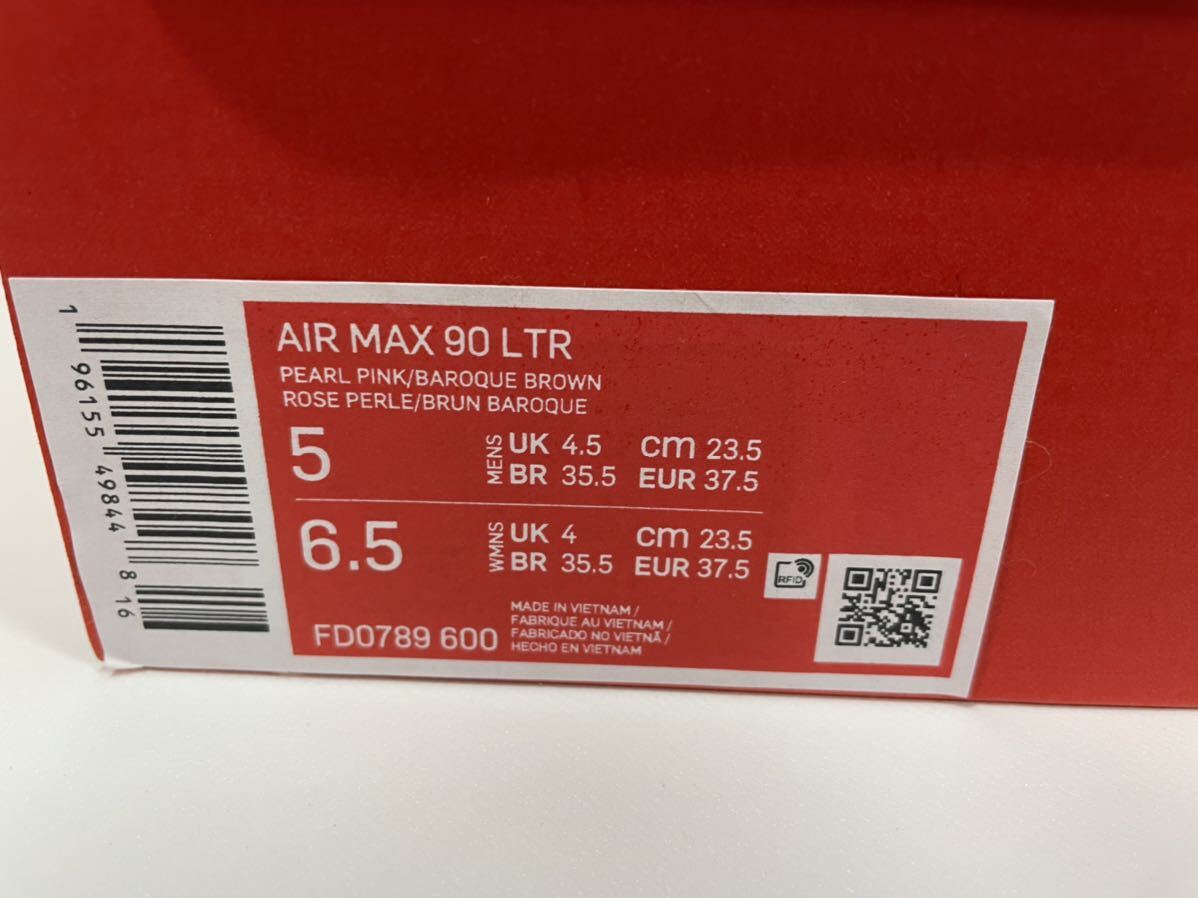 1 96155 49844 8 16
AIR MAX 90 LTR
PEARL PINK/BAROQUE BROWN
ROSE PERLE/BRUN BAROQUE
5 MENS UK 4.5 cm 23.5
BR 35.5 EUR 37.5
6.5 WMNS UK 4 cm 23.5
BR 35.5 EUR 37.5
RFID
FD0789 600
MADE IN VIETNAM /
FABRIQUE AU VIETNAM /
FABRICADO NO VIETNÃ /
HECHO EN VIETNAM